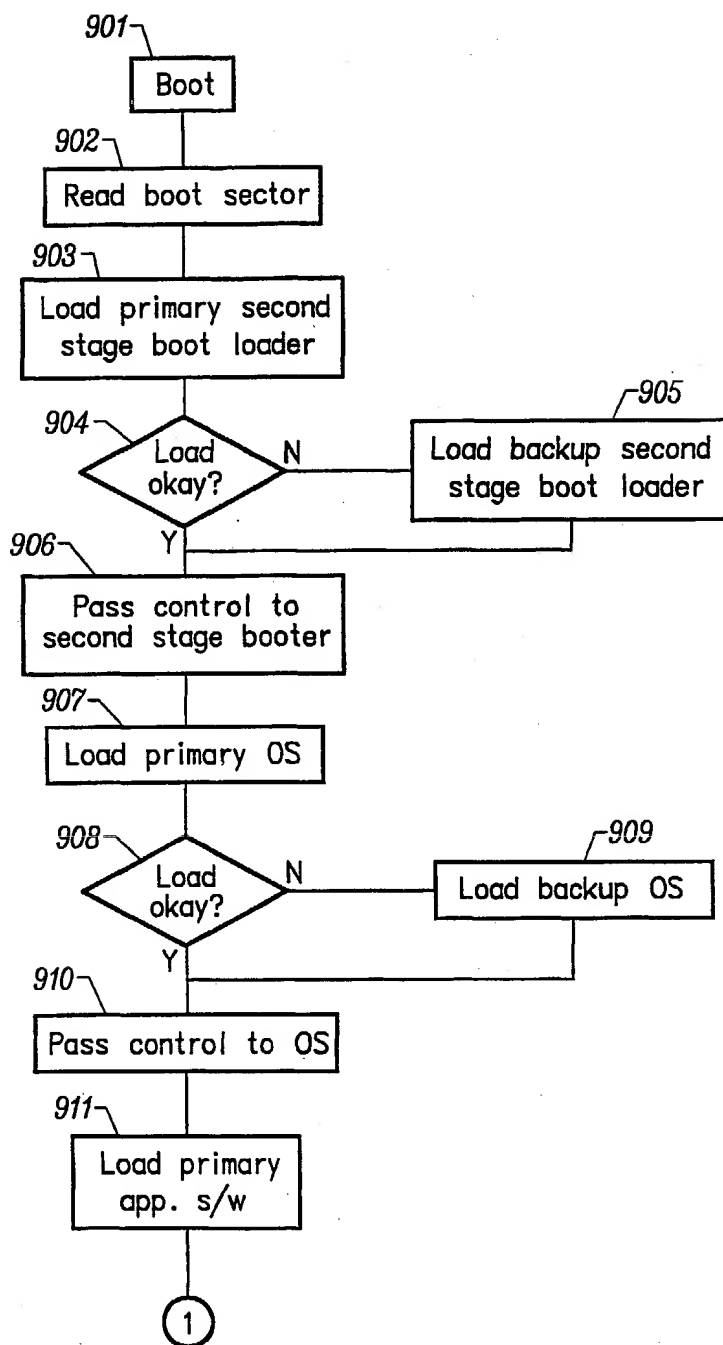 901
Boot
902
Read boot sector
903
Load primary second
stage boot loader
904
Load
okay?
N
Y
905
Load backup second
stage boot loader
906
Pass control to
second stage booter
907
Load primary OS
908
Load
okay?
N
Y
909
Load backup OS
910
Pass control to OS
911
Load primary
app. s/w
1